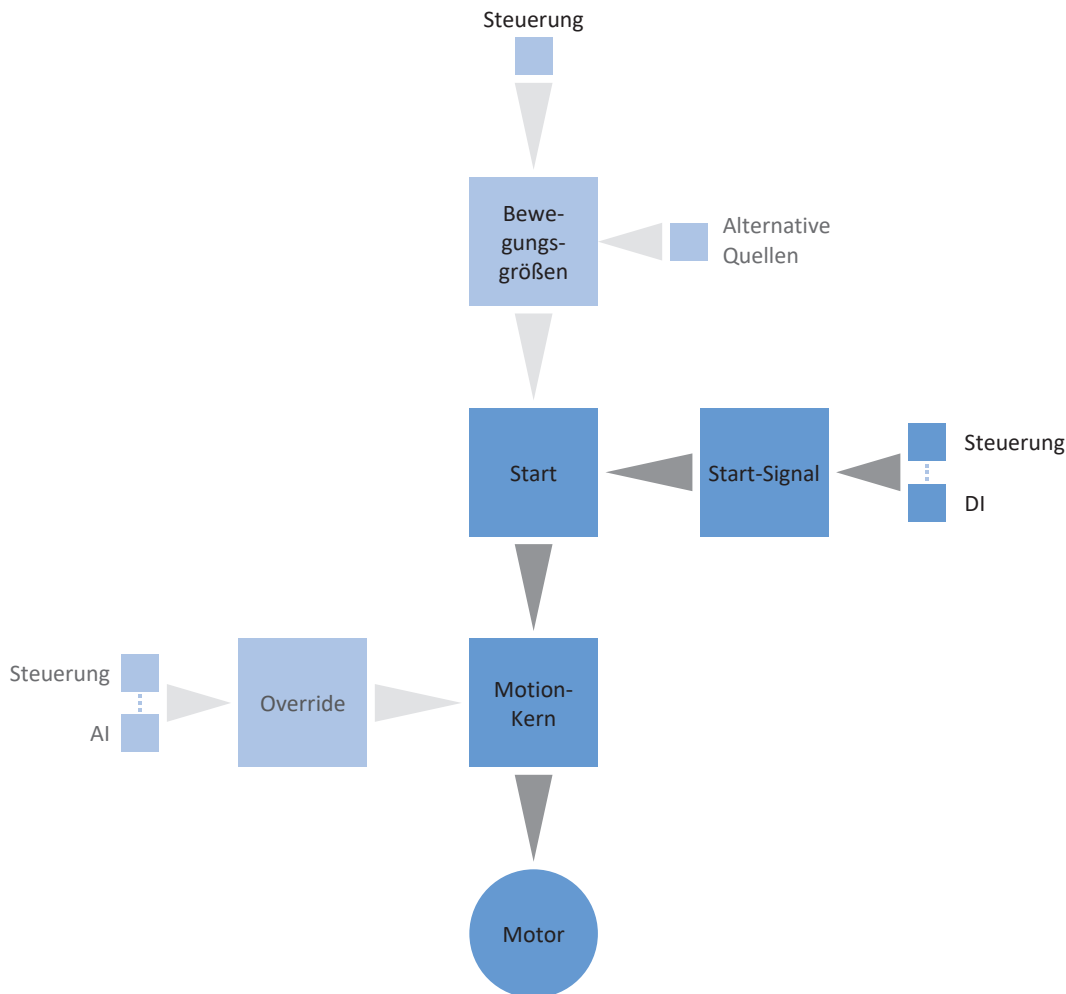 Steuerung
Bewe-
gungs-
größen
Alternative
Quellen
Start
Start-Signal
Steuerung
DI
Steuerung
AI
Override
Motion-
Kern
Motor